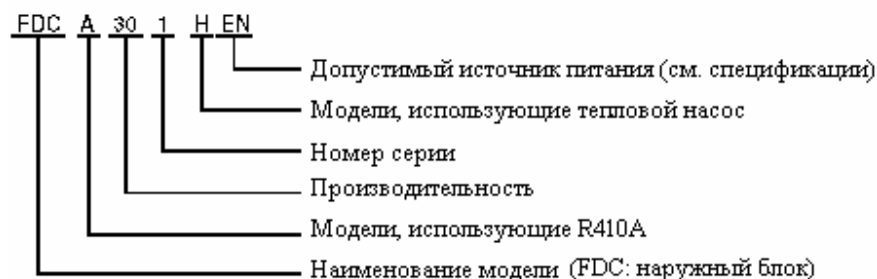 FDC A 30 1 H EN
Допустимый источник питания (см. спецификации)
Модели, использующие тепловой насос
Номер серии
Производительность
Модели, использующие R410A
Наименование модели (FDC: наружный блок)